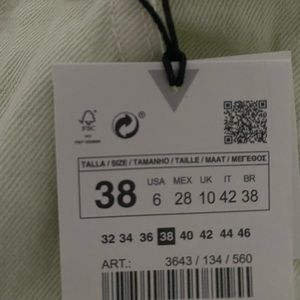 FSC
TALLA / SIZE / TAMANHO / TAILLE / MAAT / ΜΕΓΕΘΟΣ
38
USA MEX UK IT BR
6 28 10 42 38
32 34 36 38 40 42 44 46
ART.: 3643 / 134 / 560